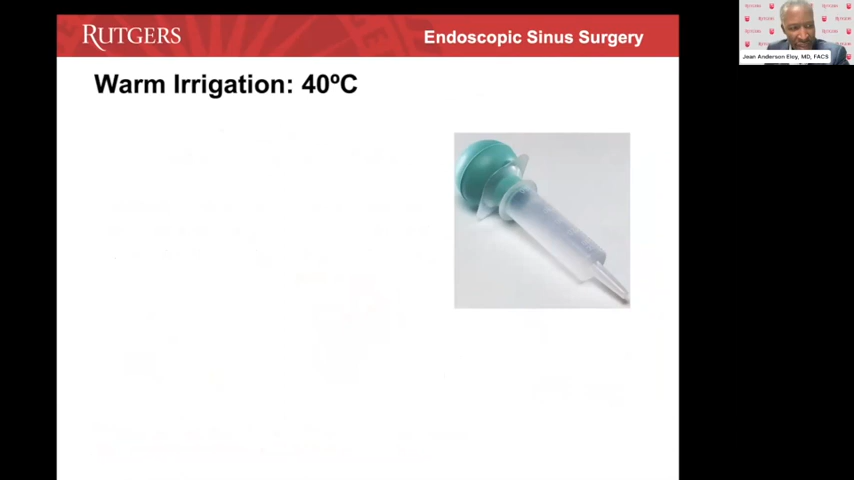 RUTGERS
Endoscopic Sinus Surgery
Warm Irrigation: 40ºC
Jean Anderson Eloy, MD, FACS